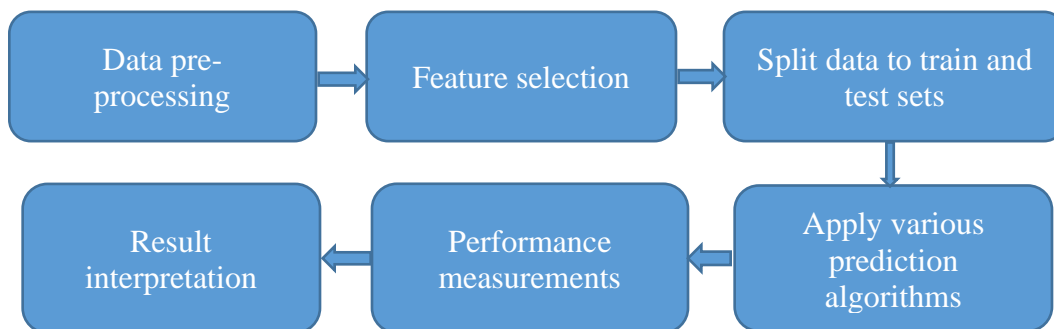 Data pre-
processing
Feature selection
Split data to train and
test sets
Apply various
prediction
algorithms
Performance
measurements
Result
interpretation